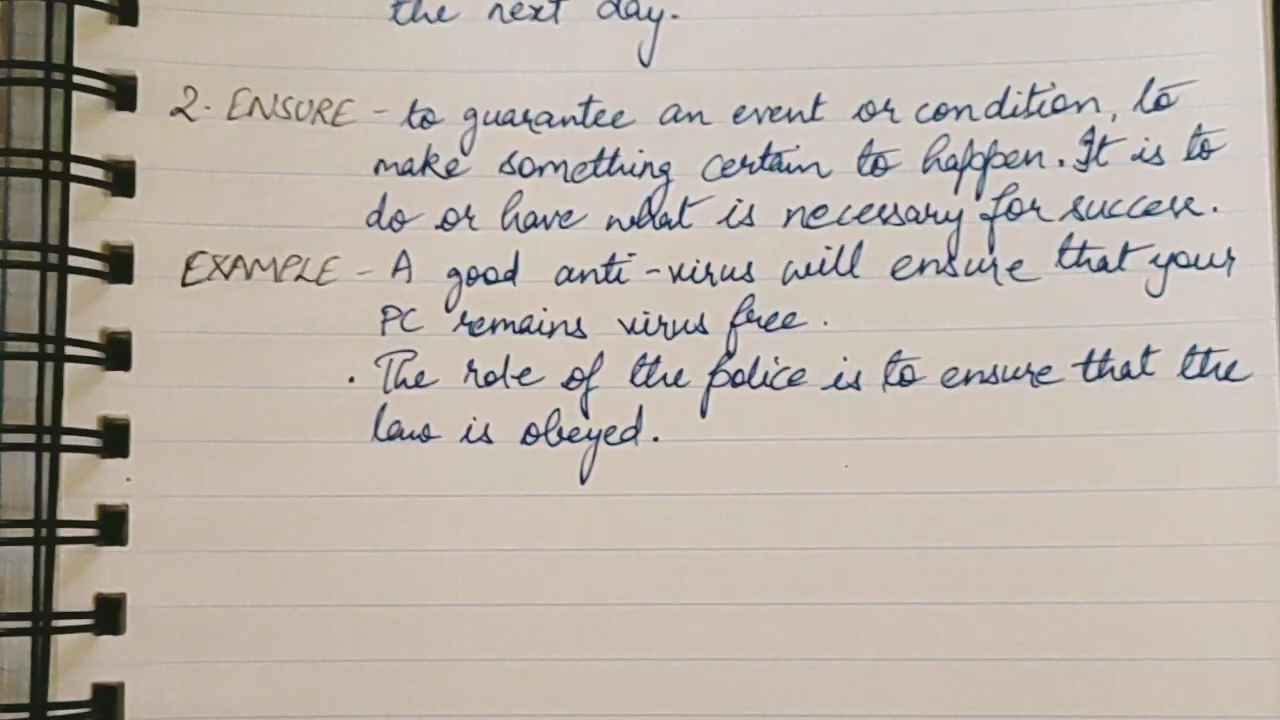 the next day.
2. ENSURE - to guarantee an event or condition, to
make something certain to happen. It is to
do or have what is necessary for success.
EXAMPLE - A good anti-virus will ensure that your
PC remains virus free.
. The role of the police is to ensure that the
law is obeyed.